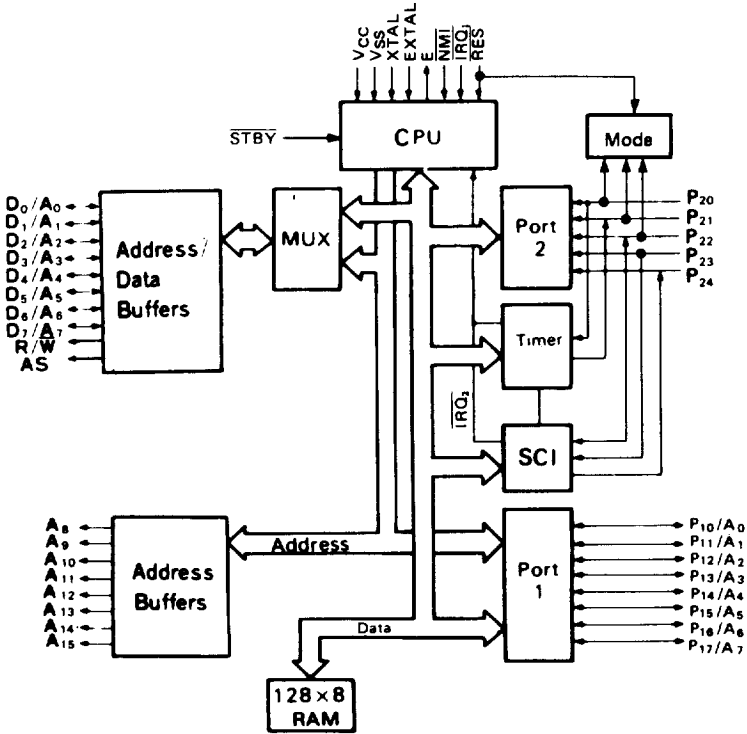 VCC
VSS
XTAL
EXTAL
E
NMI
IRQ1
RES
STBY
CPU
Mode
D0/A0
D1/A1
D2/A2
D3/A3
D4/A4
D5/A5
D6/A6
D7/A7
R/W
AS
Address/
Data
Buffers
MUX
Port
2
P20
P21
P22
P23
P24
Timer
IRQ2
SCI
A8
A9
A10
A11
A12
A13
A14
A15
Address
Buffers
Address
Port
1
P10/A0
P11/A1
P12/A2
P13/A3
P14/A4
P15/A5
P16/A6
P17/A7
Data
128×8
RAM